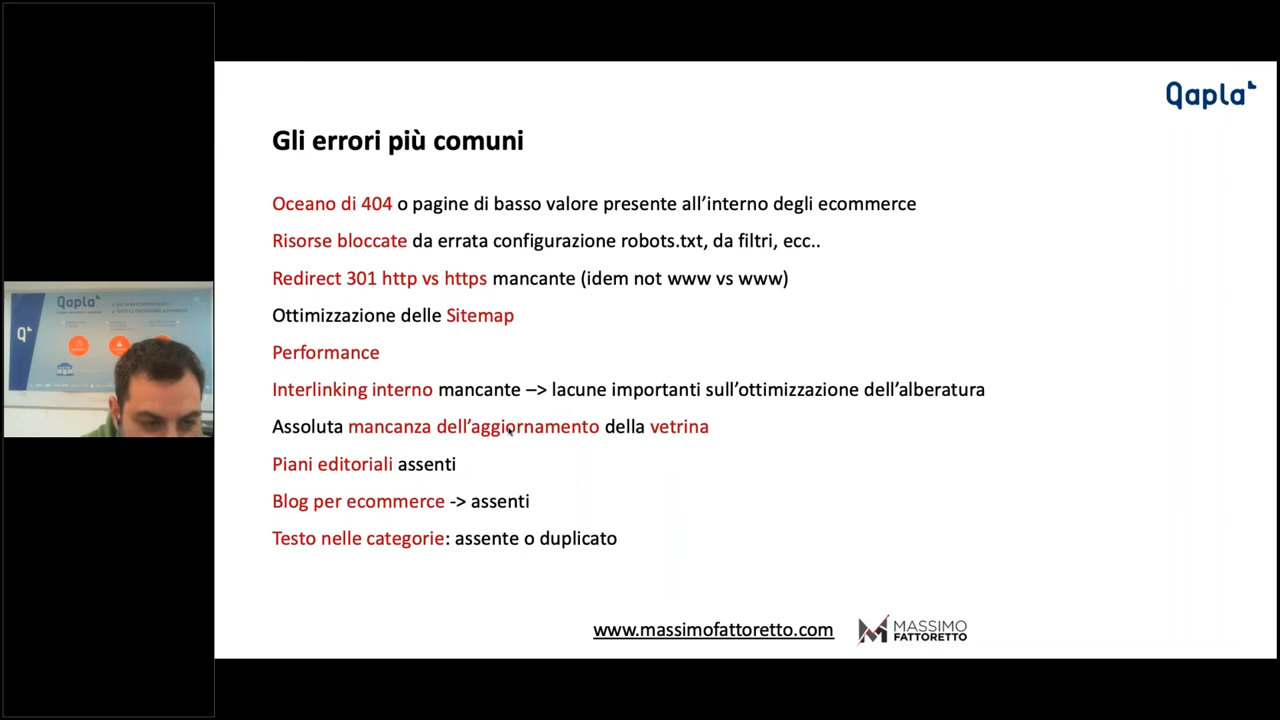 Qapla'
Gli errori più comuni
Oceano di 404 o pagine di basso valore presente all’interno degli ecommerce
Risorse bloccate da errata configurazione robots.txt, da filtri, ecc..
Redirect 301 http vs https mancante (idem not www vs www)
Ottimizzazione delle Sitemap
Performance
Interlinking interno mancante –> lacune importanti sull’ottimizzazione dell’alberatura
Assoluta mancanza dell’aggiornamento della vetrina
Piani editoriali assenti
Blog per ecommerce -> assenti
Testo nelle categorie: assente o duplicato
www.massimofattoretto.com
MASSIMO
FATTORETTO
Qapla'